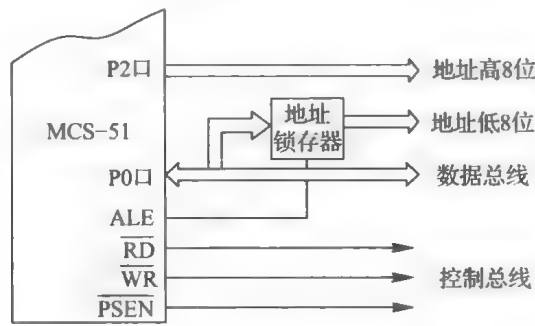 P2口
地址高8位
地址
锁存器
地址低8位
MCS-51
P0口
数据总线
ALE
RD
WR
控制总线
PSEN